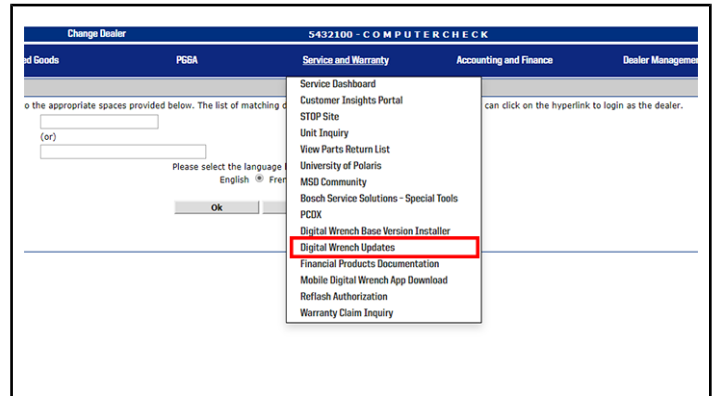 Change Dealer 5432100 - C O M P U T E R C H E C K
ed Goods PG&A Service and Warranty Accounting and Finance Dealer Managemen
Service Dashboard
o the appropriate spaces provided below. The list of matching d Customer Insights Portal can click on the hyperlink to login as the dealer.
STOP Site
(or) Unit Inquiry
View Parts Return List
Please select the language University of Polaris
English Fren MSD Community
Bosch Service Solutions - Special Tools
Ok PCDX
Digital Wrench Base Version Installer
Digital Wrench Updates
Financial Products Documentation
Mobile Digital Wrench App Download
Reflash Authorization
Warranty Claim Inquiry